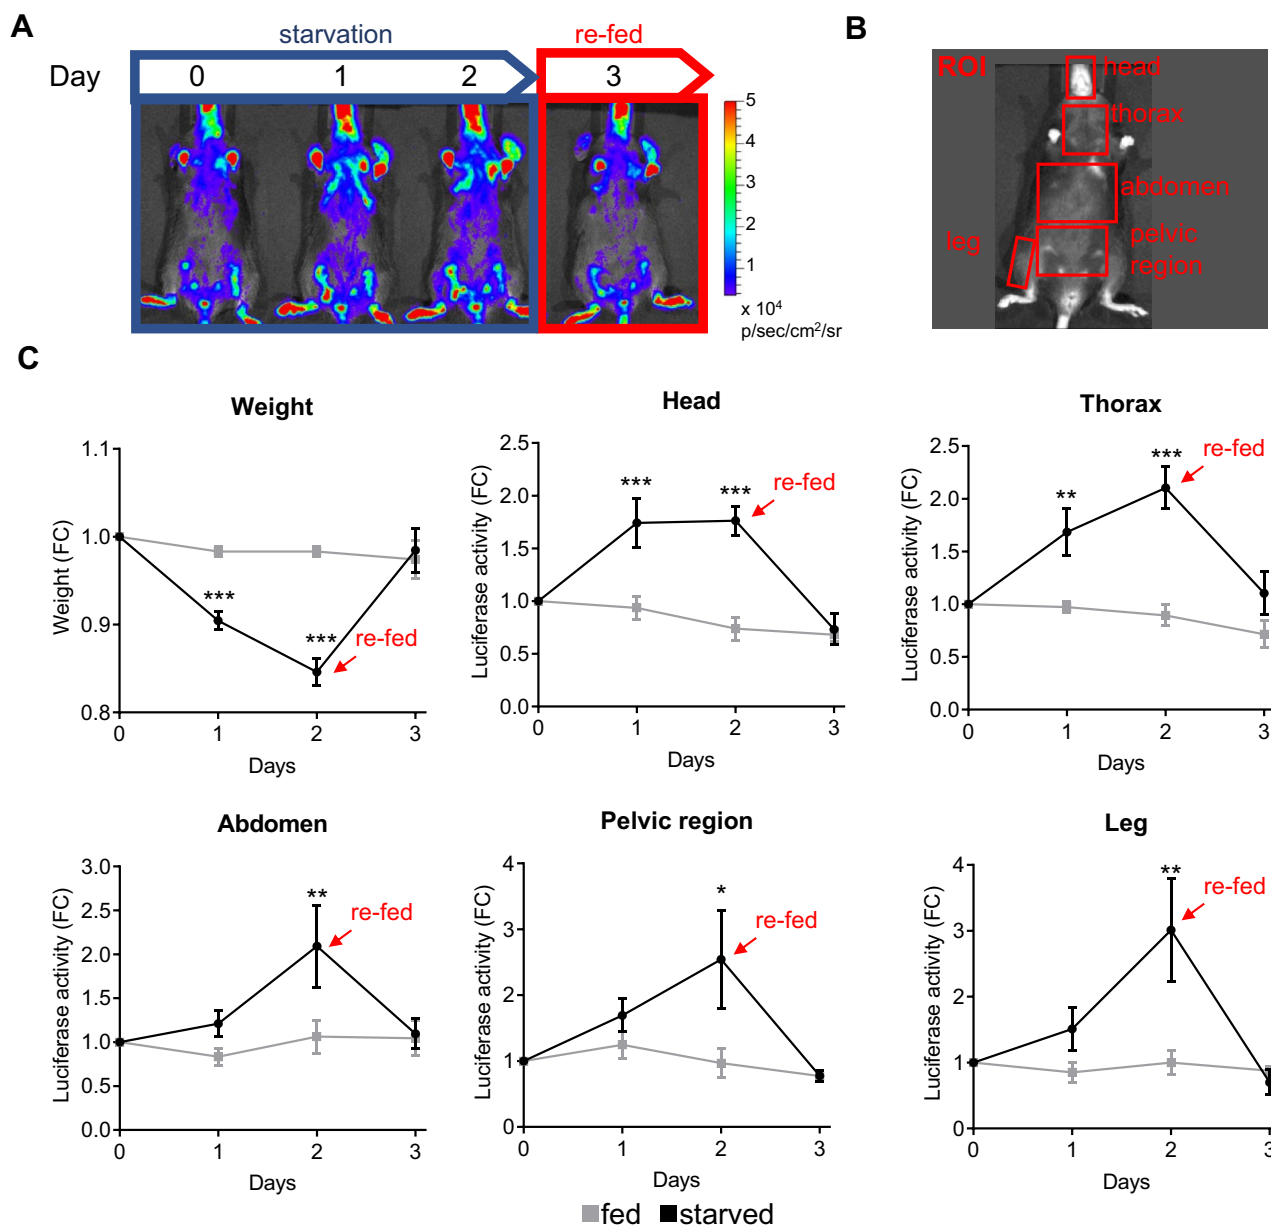 A
starvation
re-fed
Day
0
1
2
3
5
4
3
2
1
x 10⁴
p/sec/cm²/sr
B
ROI
head
thorax
abdomen
leg
pelvic
region
C
Weight
Weight (FC)
1.1
1.0
0.9
0.8
***
***
re-fed
0 1 2 3
Days
Head
Luciferase activity (FC)
2.5
2.0
1.5
1.0
0.5
0.0
***
***
re-fed
0 1 2 3
Days
Thorax
Luciferase activity (FC)
2.5
2.0
1.5
1.0
0.5
0.0
**
***
re-fed
0 1 2 3
Days
Abdomen
Luciferase activity (FC)
3.0
2.5
2.0
1.5
1.0
0.5
0.0
**
re-fed
0 1 2 3
Days
Pelvic region
Luciferase activity (FC)
4
3
2
1
0
*
re-fed
0 1 2 3
Days
Leg
Luciferase activity (FC)
4
3
2
1
0
**
re-fed
0 1 2 3
Days
fed starved